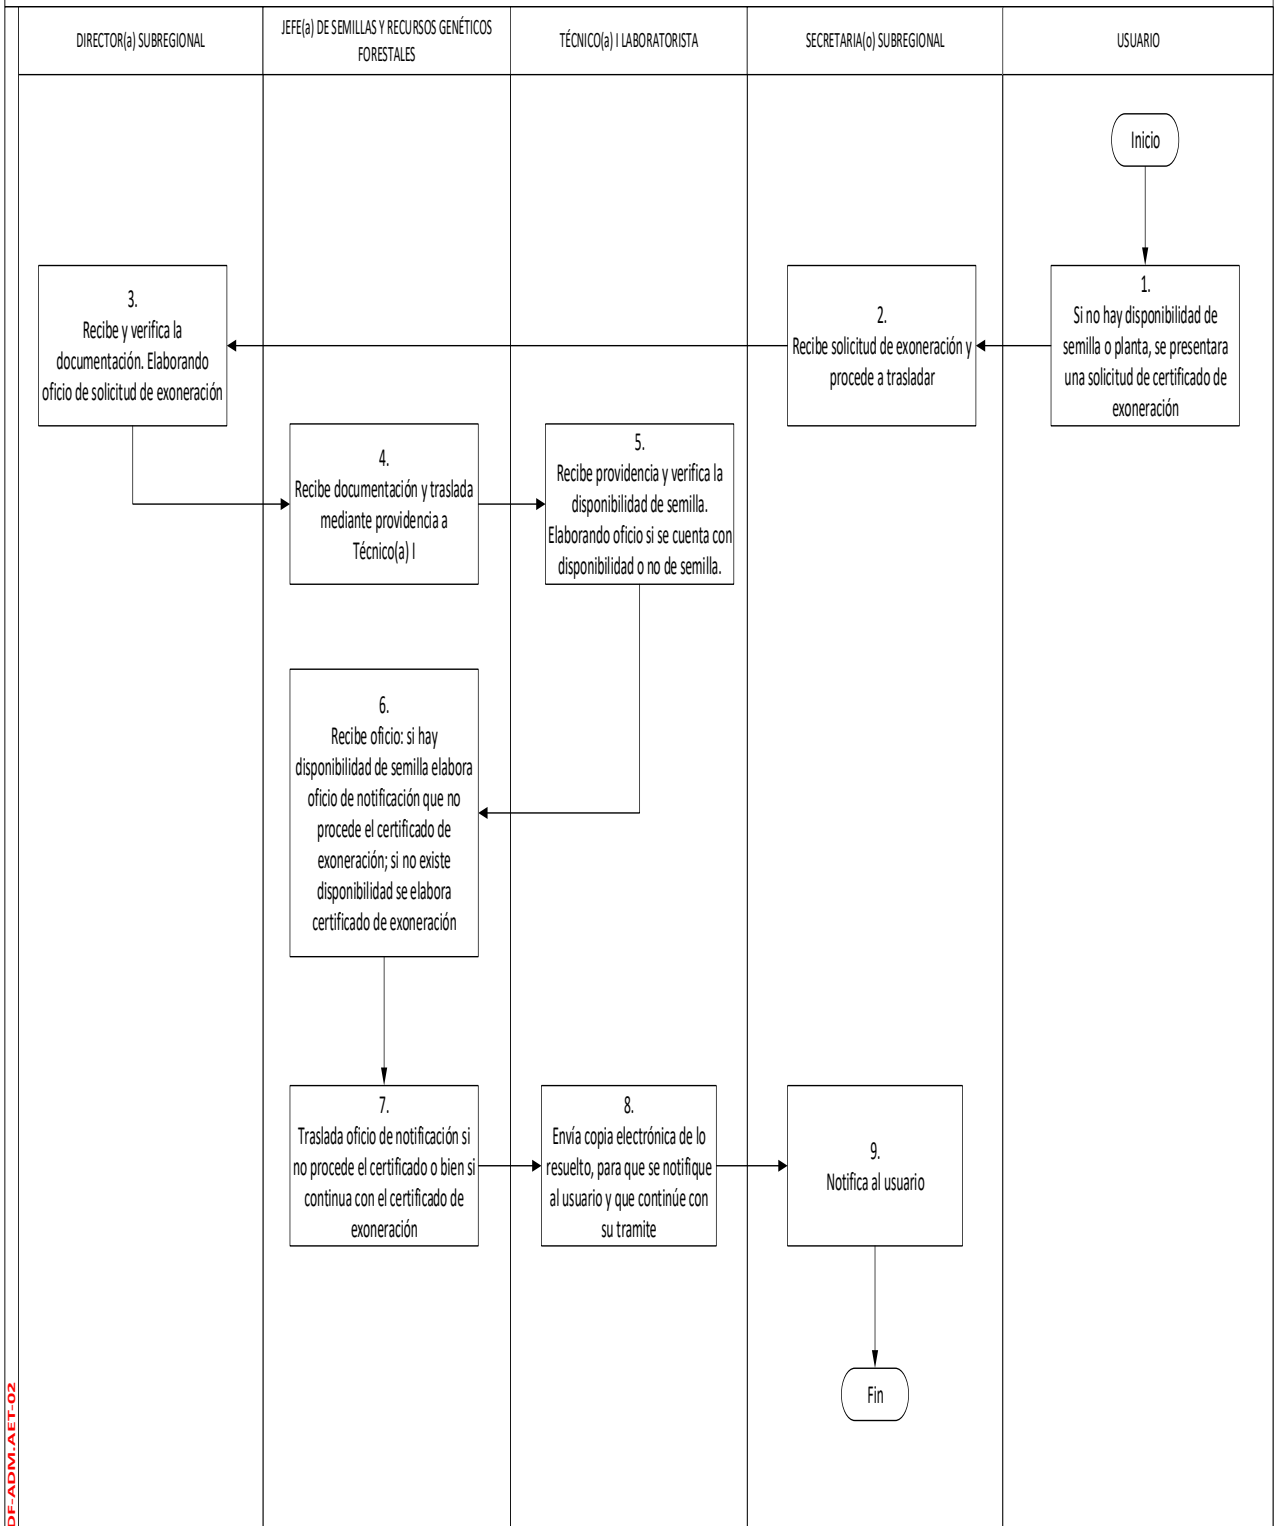 DIRECTOR(a) SUBREGIONAL
JEFE(a) DE SEMILLAS Y RECURSOS GENÉTICOS
FORESTALES
TÉCNICO(a) I LABORATORISTA
SECRETARIA(o) SUBREGIONAL
USUARIO
Inicio
1.
Si no hay disponibilidad de
semilla o planta, se presentara
una solicitud de certificado de
exoneración
2.
Recibe solicitud de exoneración y
procede a trasladar
3.
Recibe y verifica la
documentación. Elaborando
oficio de solicitud de exoneración
4.
Recibe documentación y traslada
mediante providencia a
Técnico(a) I
5.
Recibe providencia y verifica la
disponibilidad de semilla.
Elaborando oficio si se cuenta con
disponibilidad o no de semilla.
6.
Recibe oficio: si hay
disponibilidad de semilla elabora
oficio de notificación que no
procede el certificado de
exoneración; si no existe
disponibilidad se elabora
certificado de exoneración
7.
Traslada oficio de notificación si
no procede el certificado o bien si
continua con el certificado de
exoneración
8.
Envía copia electrónica de lo
resuelto, para que se notifique
al usuario y que continúe con
su tramite
9.
Notifica al usuario
Fin
DF-ADM.AET-02